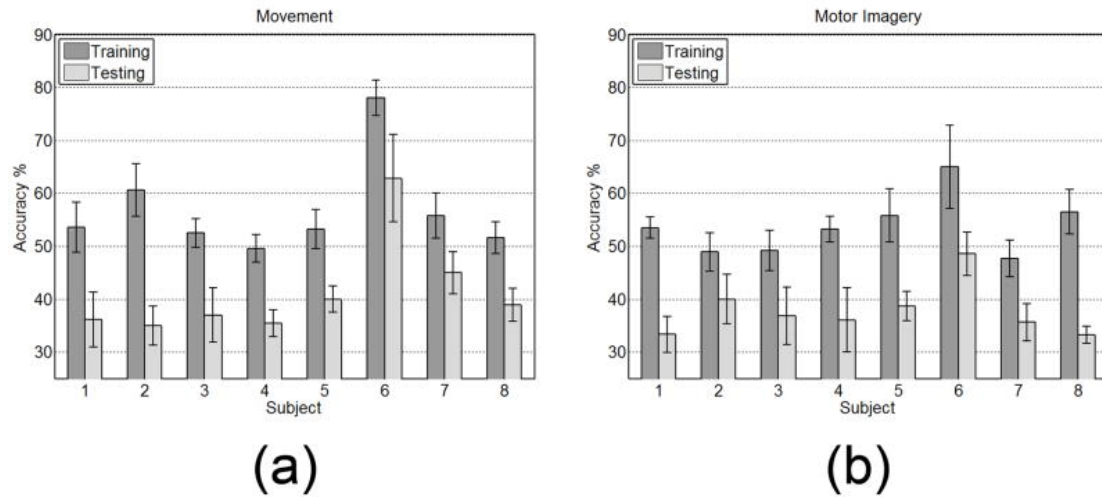 Movement
90
80
70
60
50
40
30
Accuracy %
Training
Testing
1 2 3 4 5 6 7 8
Subject
(a)
Motor Imagery
90
80
70
60
50
40
30
Accuracy %
Training
Testing
1 2 3 4 5 6 7 8
Subject
(b)